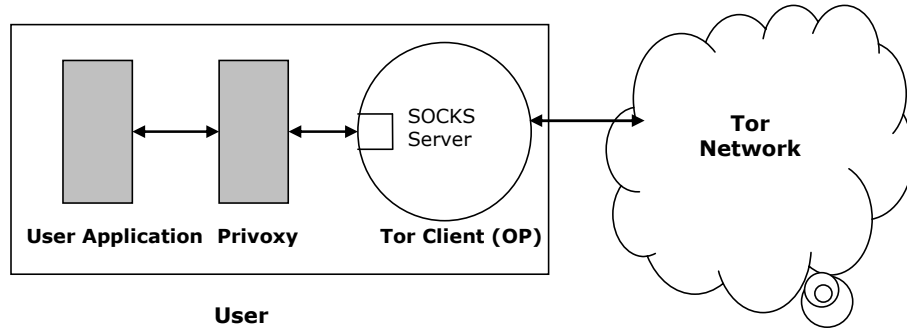 SOCKS
Server
Tor
Network
User Application
Privoxy
Tor Client (OP)
User